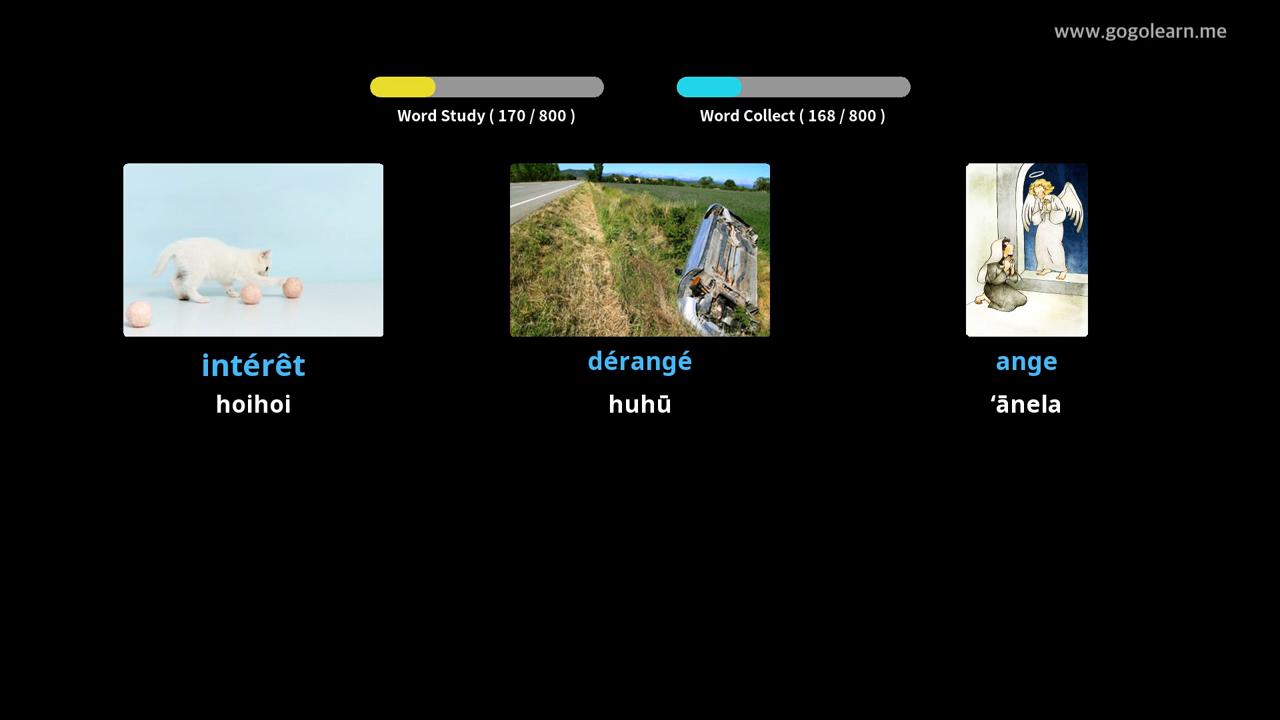 www.gogolearn.me
Word Study ( 170 / 800 )
Word Collect ( 168 / 800 )
intérêt
hoihoi
dérangé
huhū
ange
ʻānela